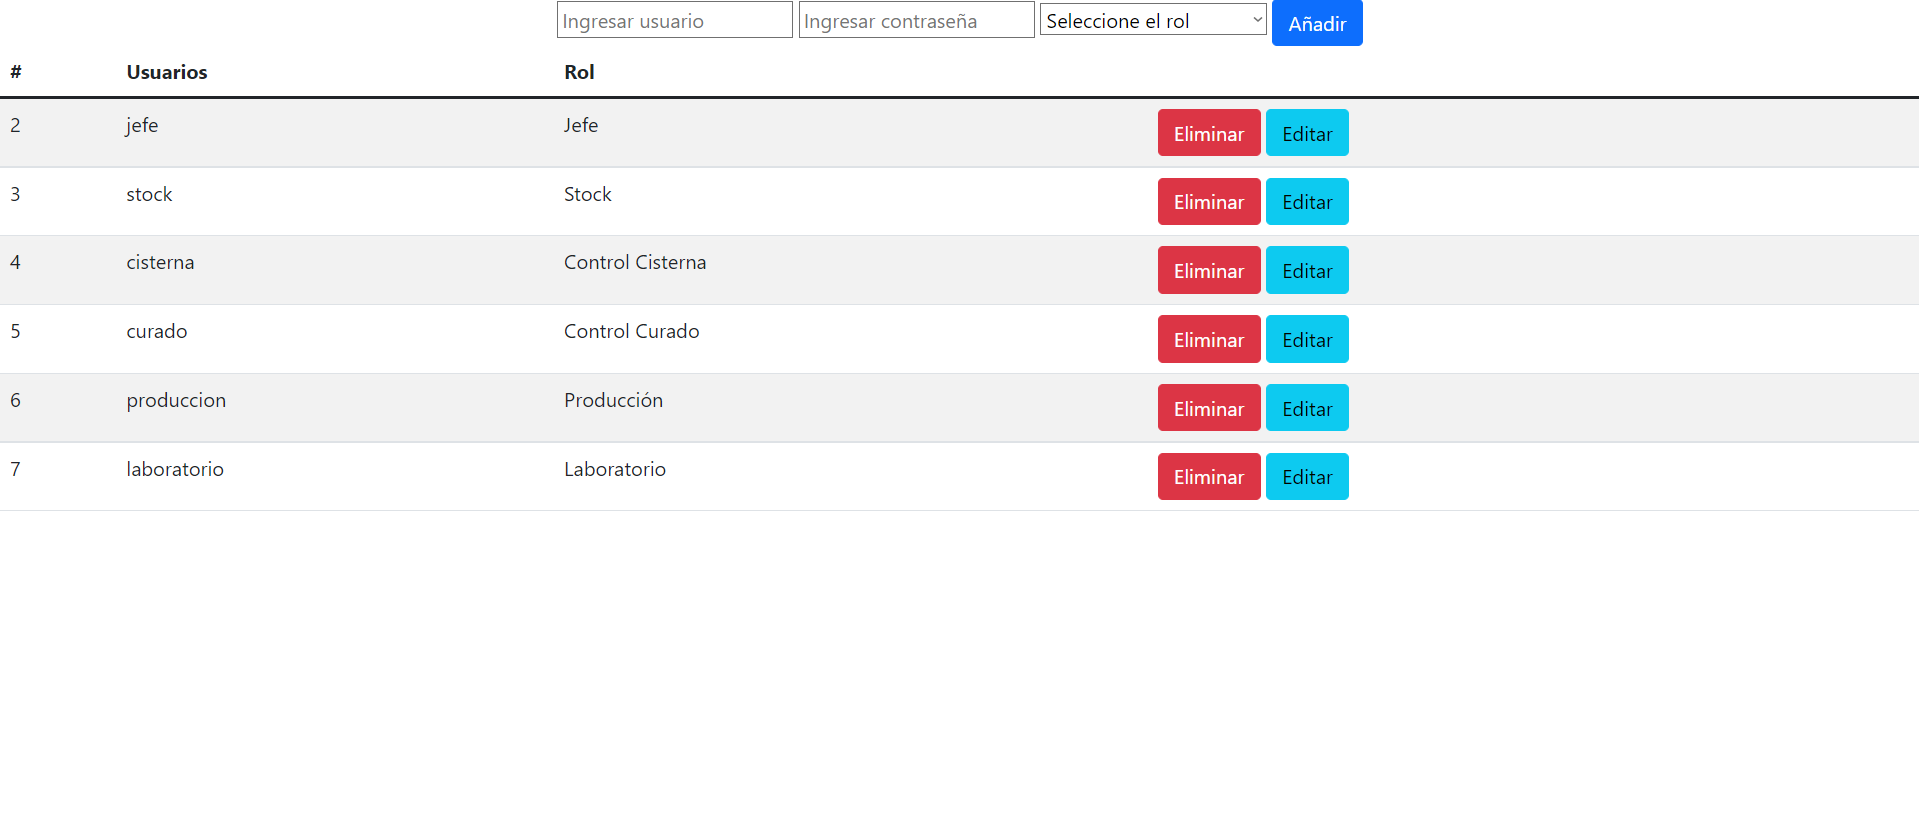 Ingresar usuario Ingresar contraseña Seleccione el rol Añadir
# Usuarios Rol
2 jefe Jefe Eliminar Editar
3 stock Stock Eliminar Editar
4 cisterna Control Cisterna Eliminar Editar
5 curado Control Curado Eliminar Editar
6 produccion Producción Eliminar Editar
7 laboratorio Laboratorio Eliminar Editar